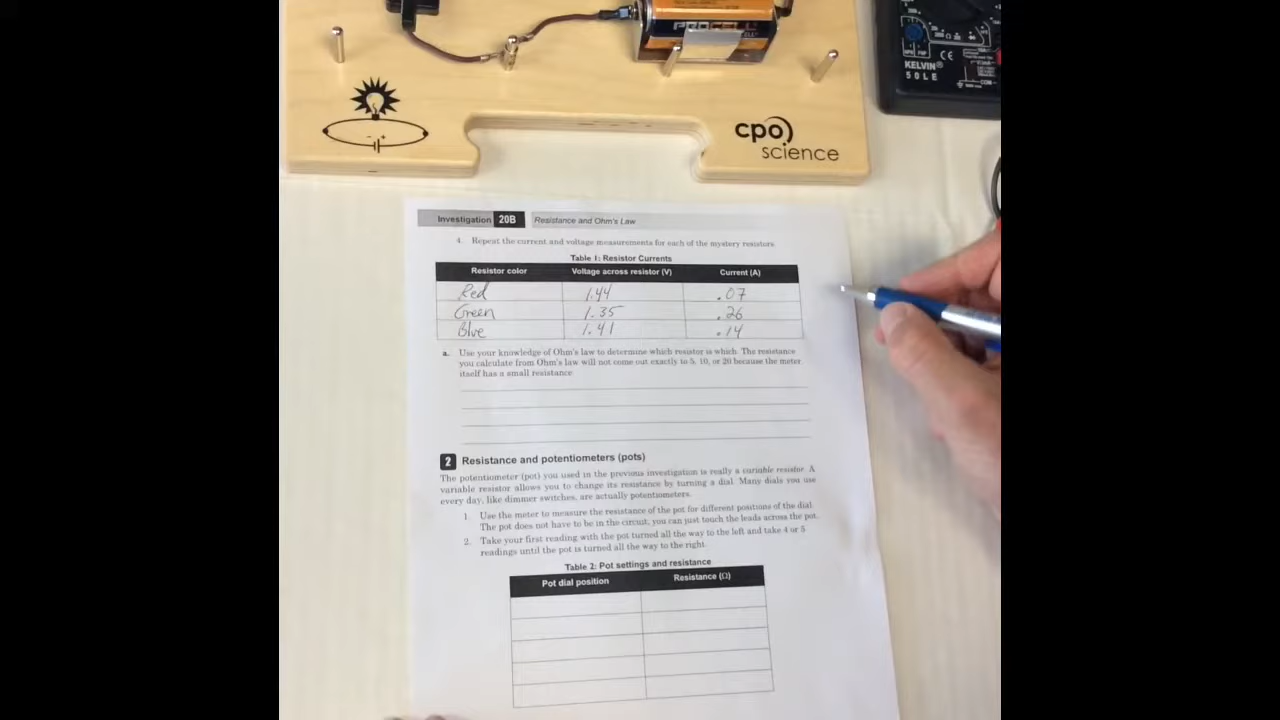 PROCELL
KELVIN
50LE
CE
COM
cpo
science
Investigation 20B Resistance and Ohm's Law
4. Repeat the current and voltage measurements for each of the mystery resistors.
Table 1: Resistor Currents
Resistor color Voltage across resistor (V) Current (A)
Red 1.44 .07
Green 1.35 .26
Blue 1.41 .14
a. Use your knowledge of Ohm's law to determine which resistor is which. The resistance
you calculate from Ohm's law will not come out exactly to 5, 10, or 20 because the meter
itself has a small resistance.
2 Resistance and potentiometers (pots)
The potentiometer (pot) you used in the previous investigation is really a variable resistor. A
variable resistor allows you to change its resistance by turning a dial. Many dials you use
every day, like dimmer switches, are actually potentiometers.
1. Use the meter to measure the resistance of the pot for different positions of the dial.
The pot does not have to be in the circuit; you can just touch the leads across the pot.
2. Take your first reading with the pot turned all the way to the left and take 4 or 5
readings until the pot is turned all the way to the right.
Table 2: Pot settings and resistance
Pot dial position Resistance (Ω)